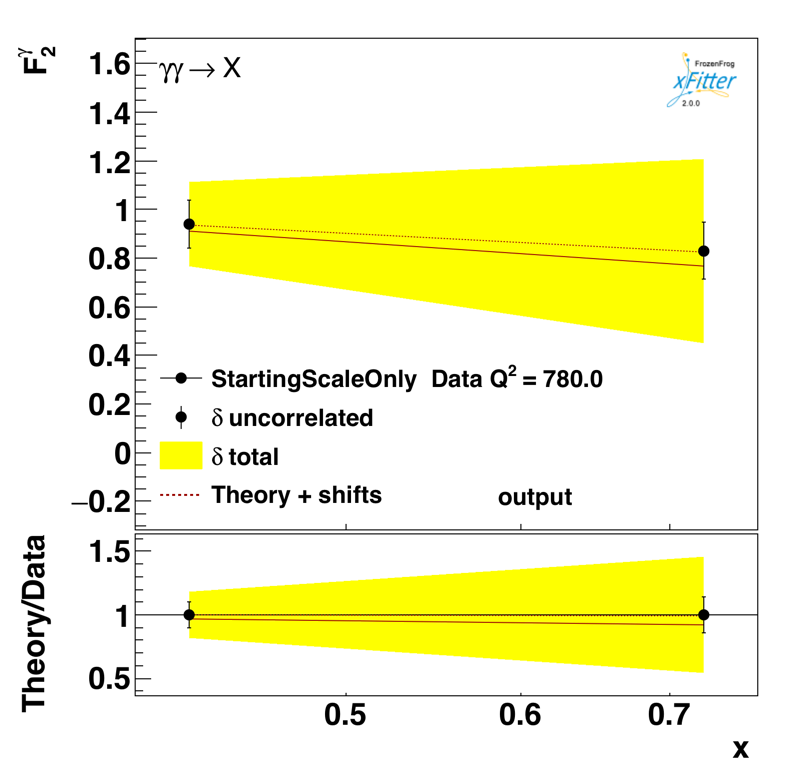 F₂^γ
γγ → X
FrozenFrog
xFitter
2.0.0
1.6
1.4
1.2
1
0.8
0.6
0.4
0.2
0
−0.2
StartingScaleOnly Data Q² = 780.0
δ uncorrelated
δ total
Theory + shifts
output
Theory/Data
1.5
1
0.5
0.5 0.6 0.7
x